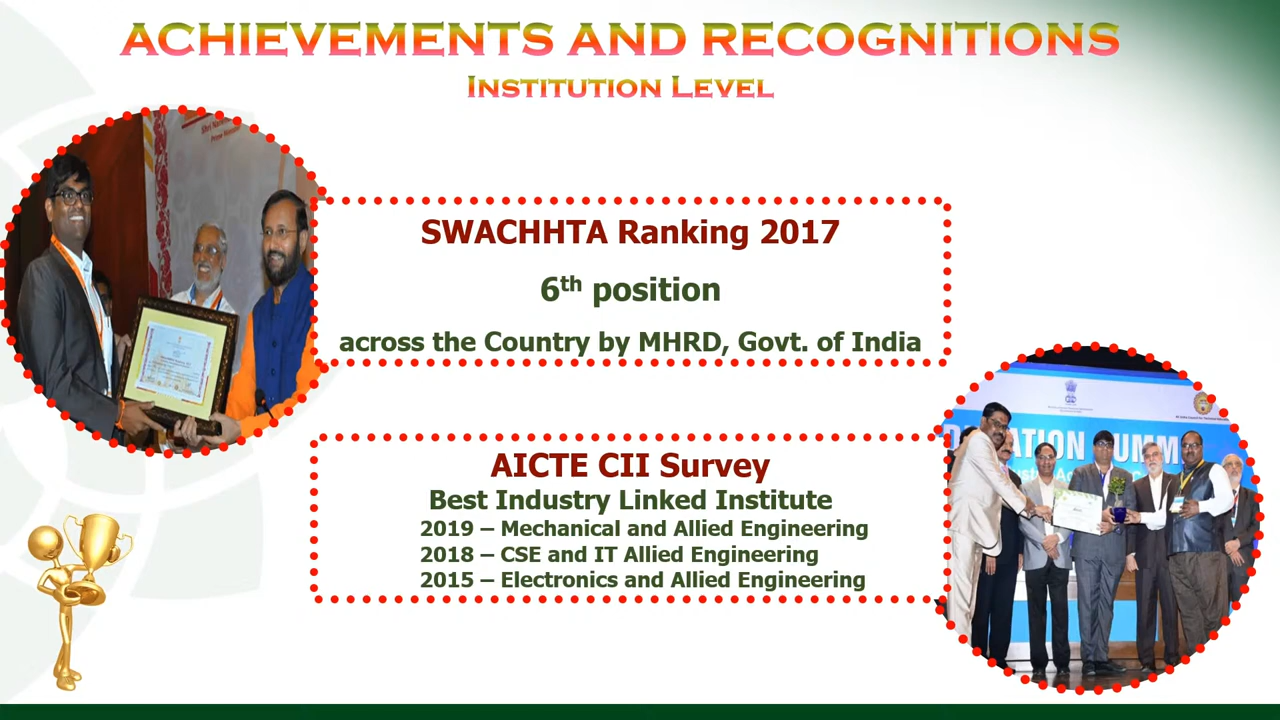 ACHIEVEMENTS AND RECOGNITIONS
INSTITUTION LEVEL
SWACHHTA Ranking 2017
6th position
across the Country by MHRD, Govt. of India
AICTE CII Survey
Best Industry Linked Institute
2019 – Mechanical and Allied Engineering
2018 – CSE and IT Allied Engineering
2015 – Electronics and Allied Engineering